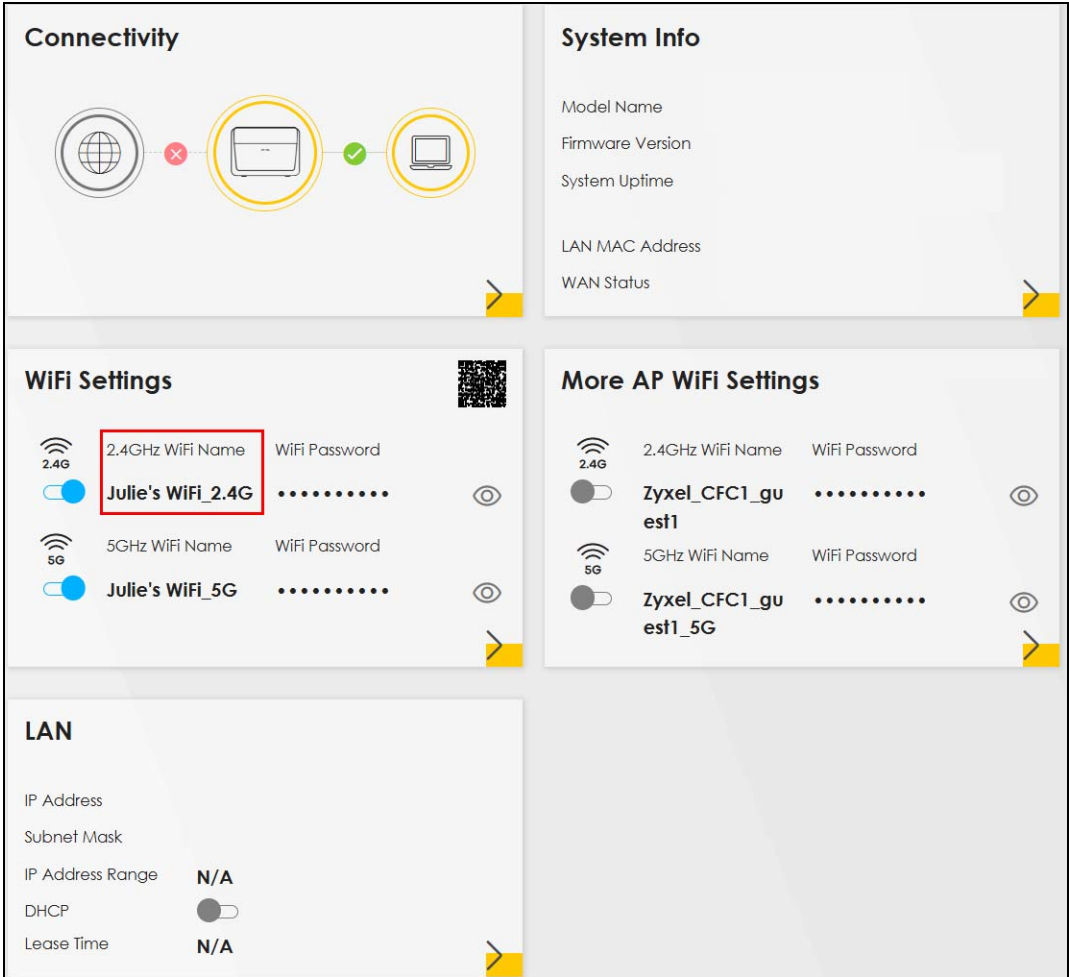 Connectivity
System Info
Model Name
Firmware Version
System Uptime
LAN MAC Address
WAN Status
WiFi Settings
2.4G
2.4GHz WiFi Name WiFi Password
Julie's WiFi_2.4G ••••••••••
5G
5GHz WiFi Name WiFi Password
Julie's WiFi_5G ••••••••••
More AP WiFi Settings
2.4G
2.4GHz WiFi Name WiFi Password
Zyxel_CFC1_gu ••••••••••
est1
5G
5GHz WiFi Name WiFi Password
Zyxel_CFC1_gu ••••••••••
est1_5G
LAN
IP Address
Subnet Mask
IP Address Range N/A
DHCP
Lease Time N/A